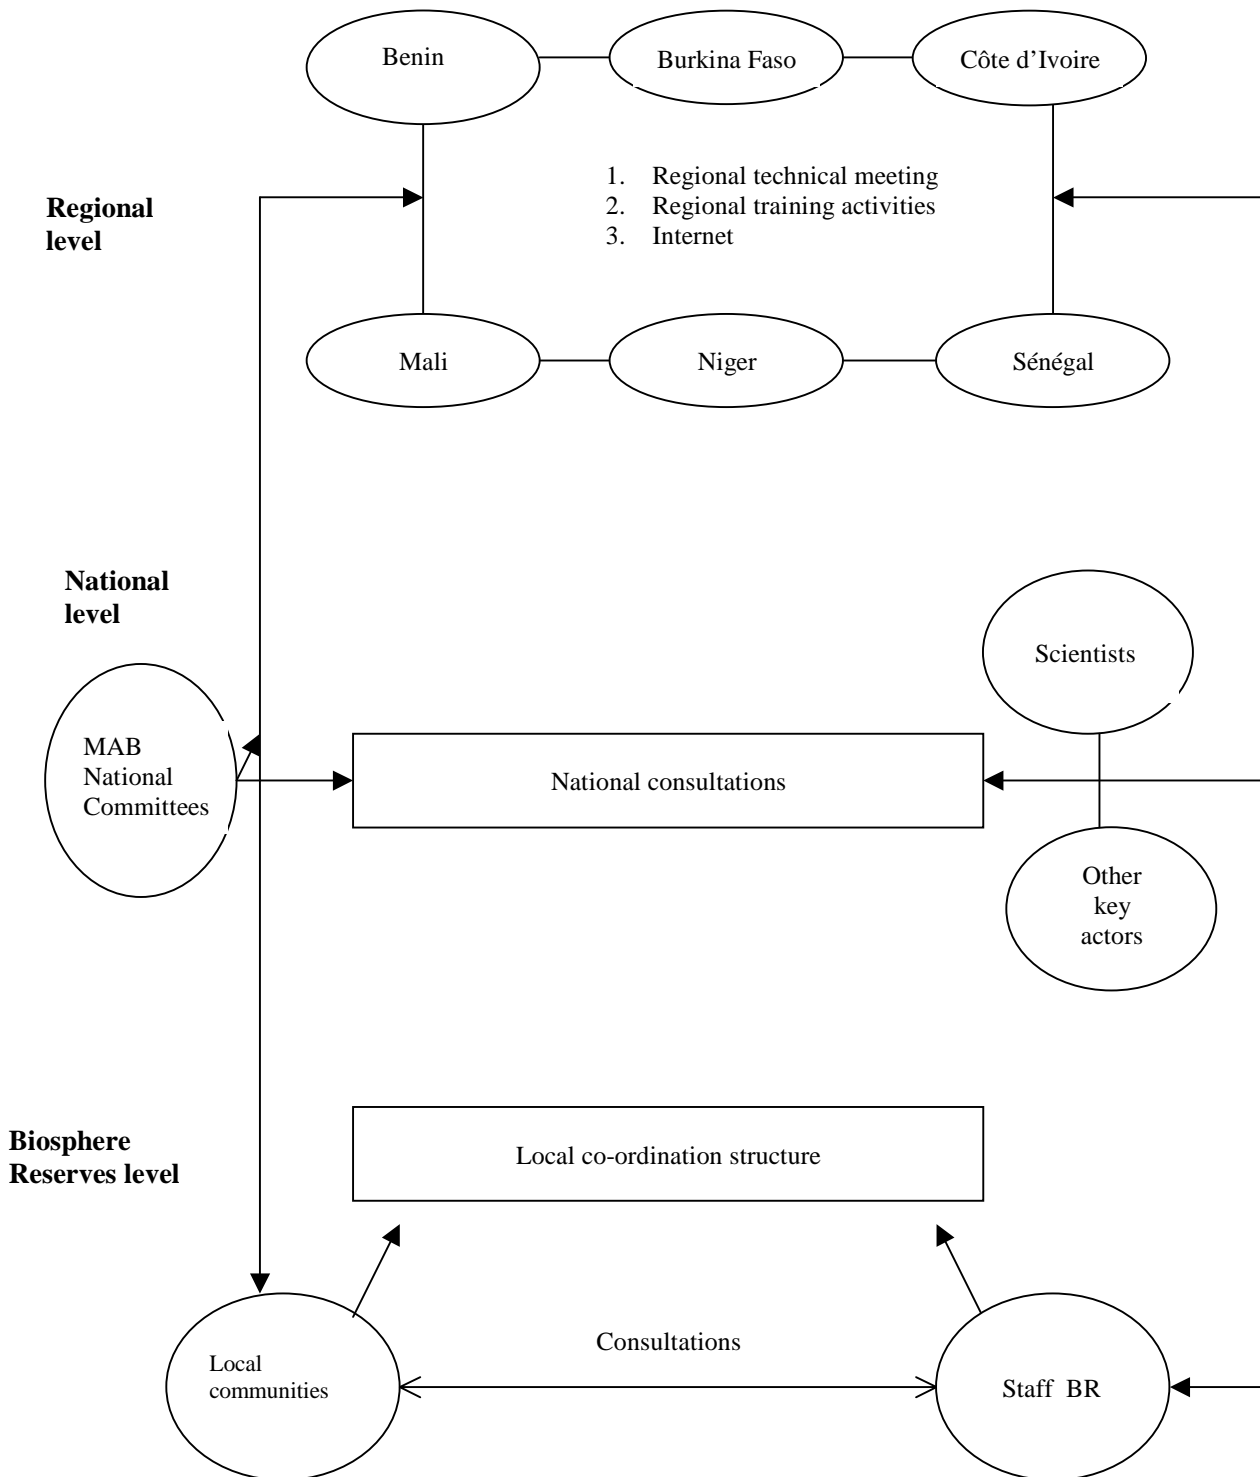 Benin
Burkina Faso
Côte d’Ivoire
Regional
level
1. Regional technical meeting
2. Regional training activities
3. Internet
Mali
Niger
Sénégal
National
level
Scientists
MAB
National
Committees
National consultations
Other
key
actors
Biosphere
Reserves level
Local co-ordination structure
Consultations
Local
communities
Staff BR